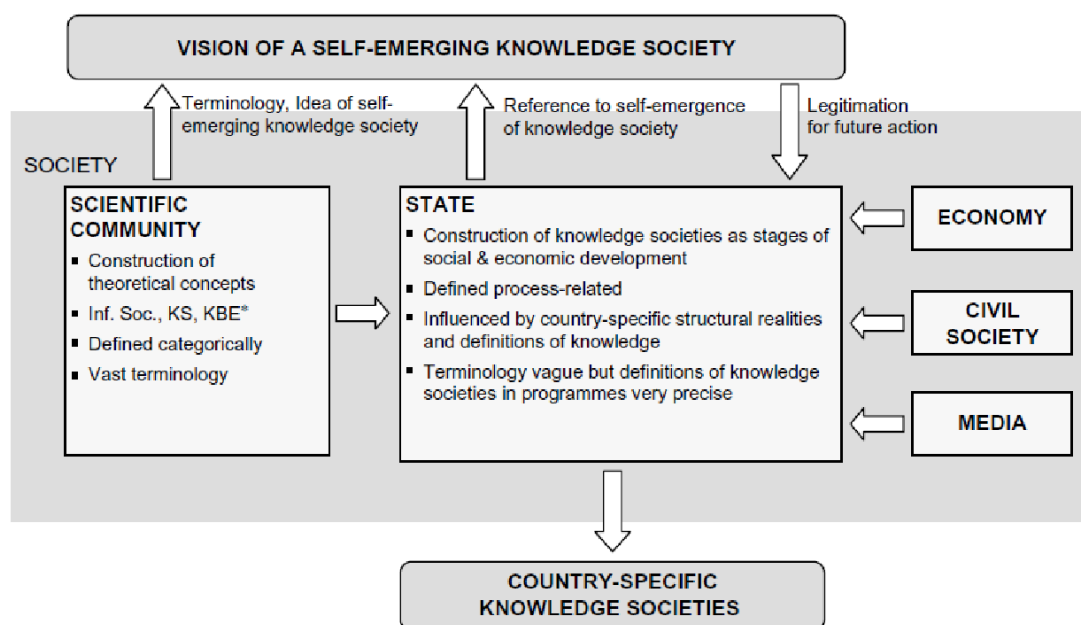 VISION OF A SELF-EMERGING KNOWLEDGE SOCIETY
Terminology, Idea of self-
emerging knowledge society
Reference to self-emergence
of knowledge society
Legitimation
for future action
SOCIETY
SCIENTIFIC
COMMUNITY
▪ Construction of
theoretical concepts
▪ Inf. Soc., KS, KBE*
▪ Defined categorically
▪ Vast terminology
STATE
▪ Construction of knowledge societies as stages of
social & economic development
▪ Defined process-related
▪ Influenced by country-specific structural realities
and definitions of knowledge
▪ Terminology vague but definitions of knowledge
societies in programmes very precise
ECONOMY
CIVIL
SOCIETY
MEDIA
COUNTRY-SPECIFIC
KNOWLEDGE SOCIETIES